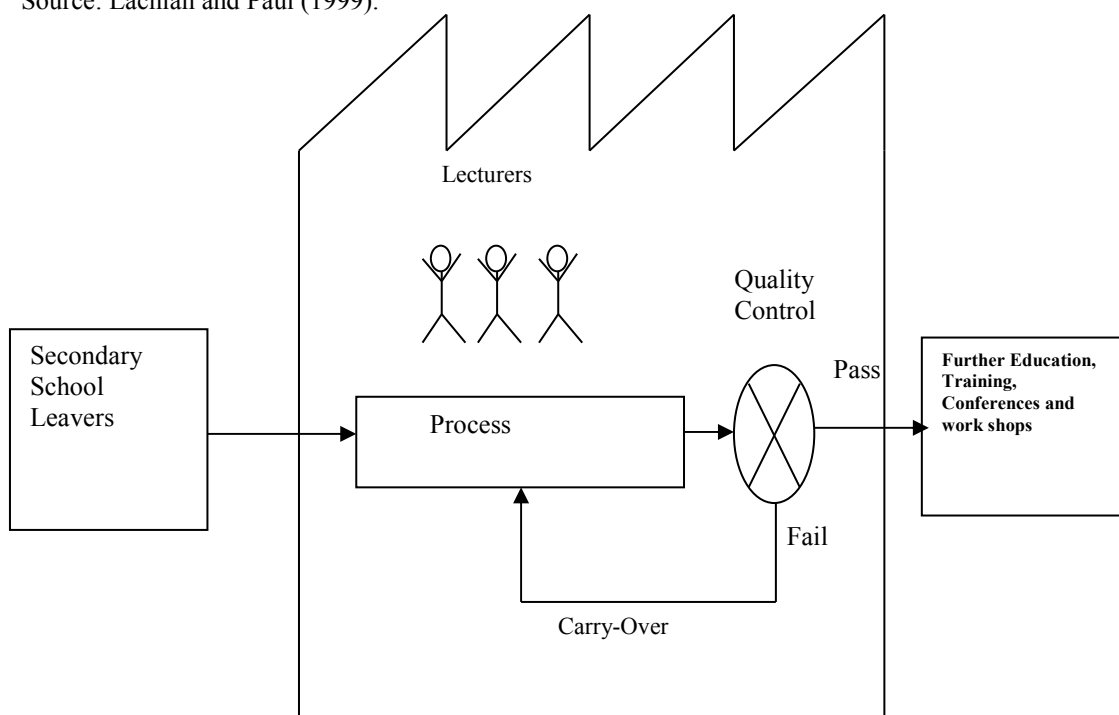 Source: Lachian and Paul (1999).
Lecturers
Quality
Control
Secondary
School
Leavers
Process
Pass
Further Education,
Training,
Conferences and
work shops
Fail
Carry-Over